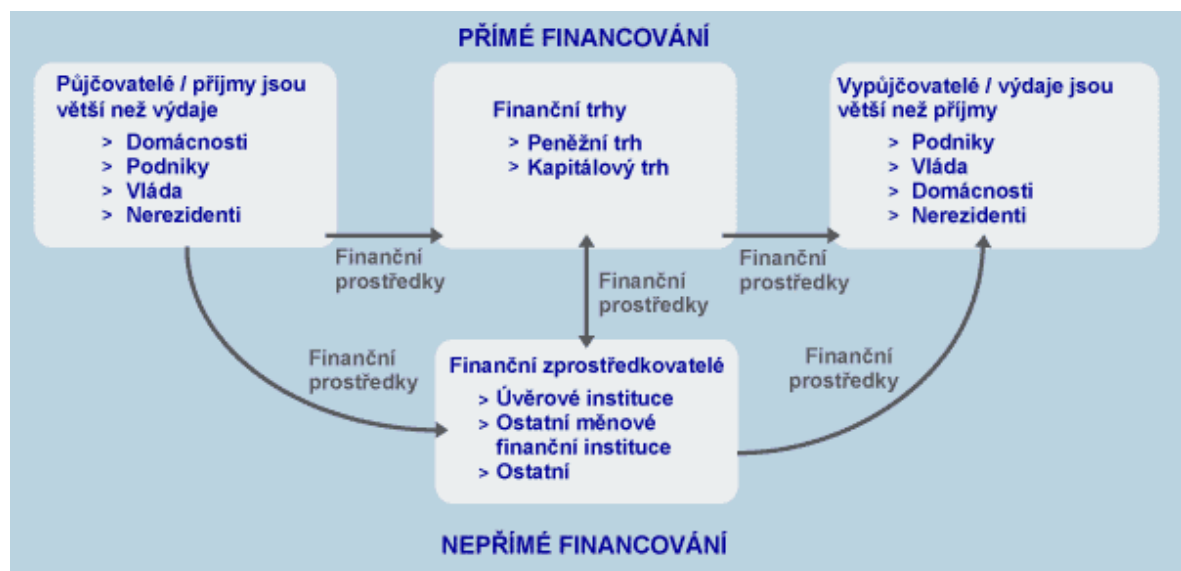 PŘÍMÉ FINANCOVÁNÍ
Půjčovatelé / příjmy jsou
větší než výdaje
> Domácnosti
> Podniky
> Vláda
> Nerezidenti
Finanční trhy
> Peněžní trh
> Kapitálový trh
Vypůjčovatelé / výdaje jsou
větší než příjmy
> Podniky
> Vláda
> Domácnosti
> Nerezidenti
Finanční
prostředky
Finanční
prostředky
Finanční
prostředky
Finanční
prostředky
Finanční zprostředkovatelé
> Úvěrové instituce
> Ostatní měnové
finanční instituce
> Ostatní
Finanční
prostředky
NEPŘÍMÉ FINANCOVÁNÍ